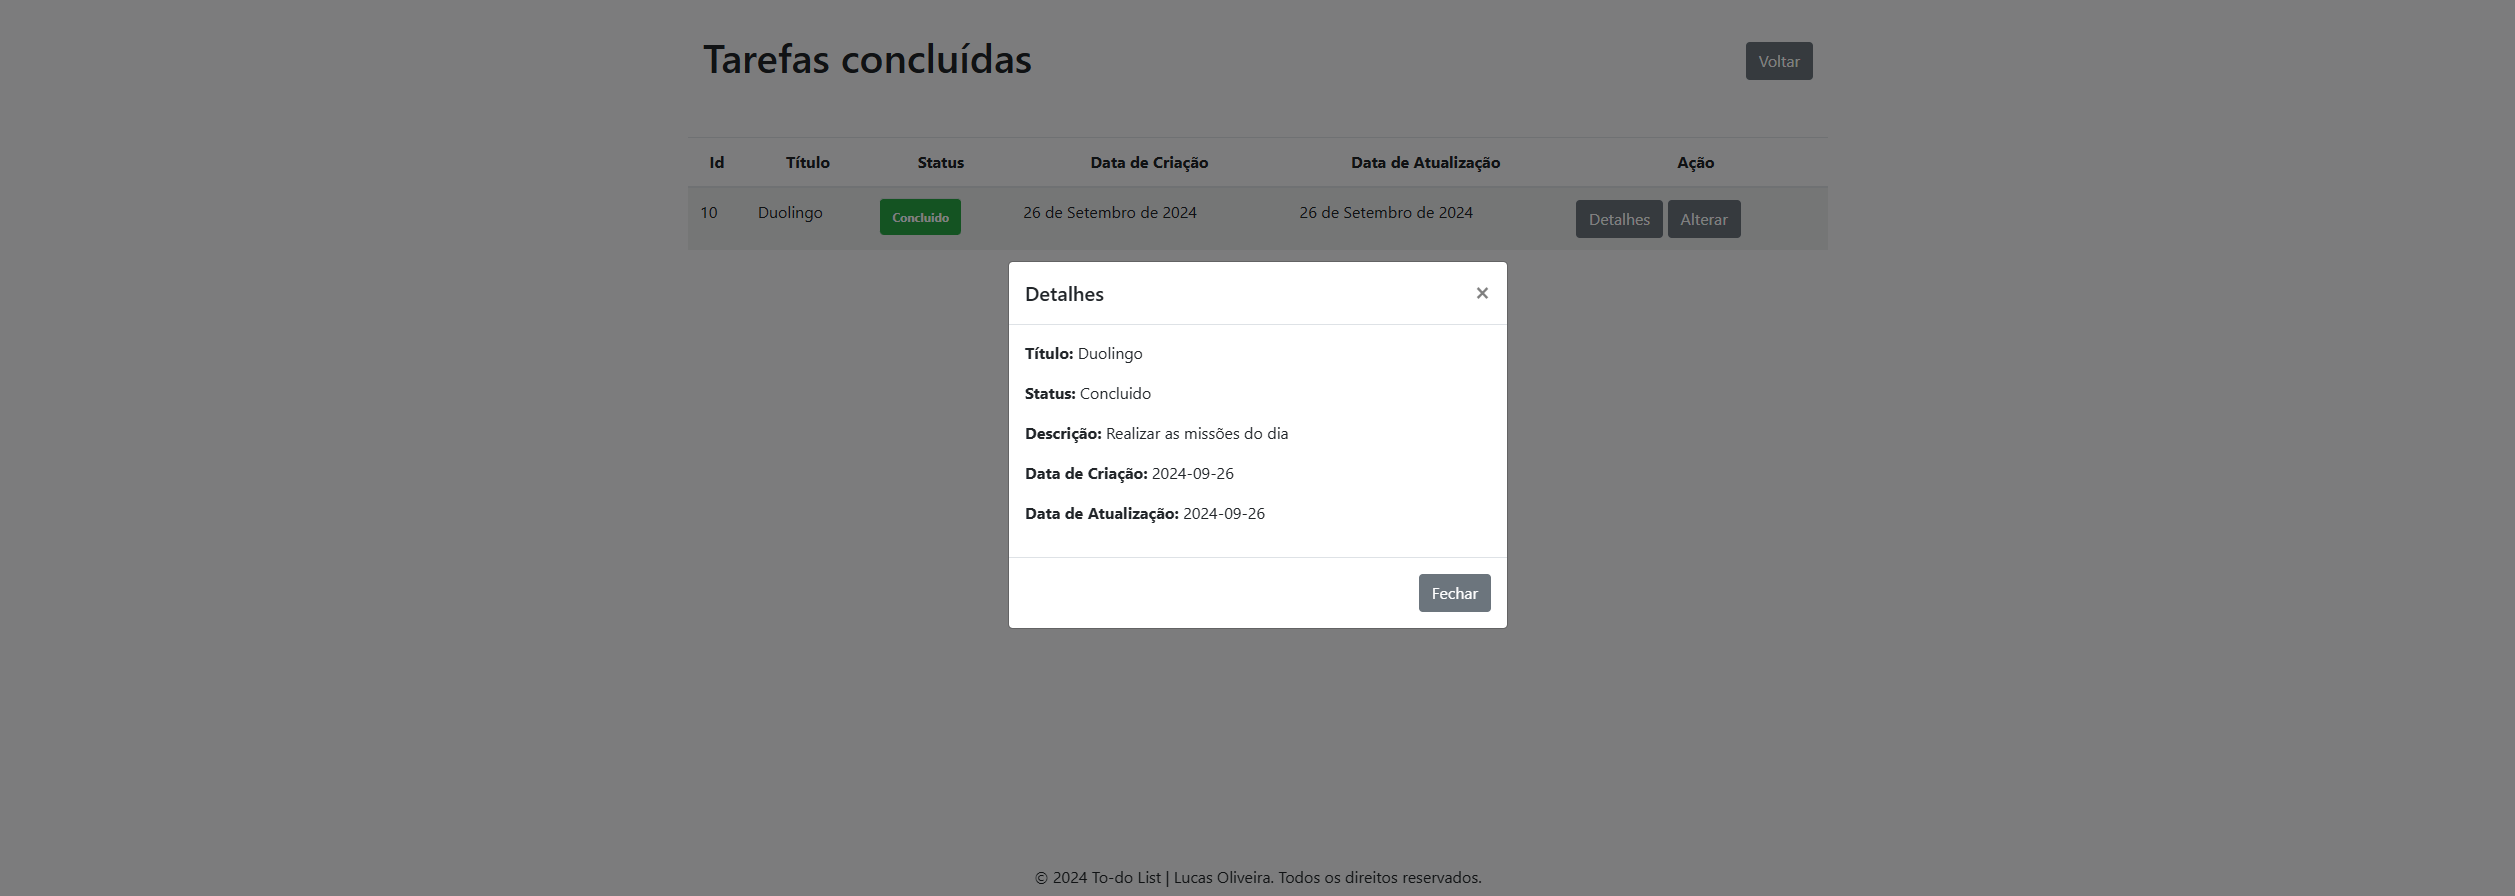 Tarefas concluídas
Voltar
Id Título Status Data de Criação Data de Atualização Ação
10 Duolingo Concluido 26 de Setembro de 2024 26 de Setembro de 2024 Detalhes Alterar
Detalhes ×
Título: Duolingo
Status: Concluido
Descrição: Realizar as missões do dia
Data de Criação: 2024-09-26
Data de Atualização: 2024-09-26
Fechar
© 2024 To-do List | Lucas Oliveira. Todos os direitos reservados.